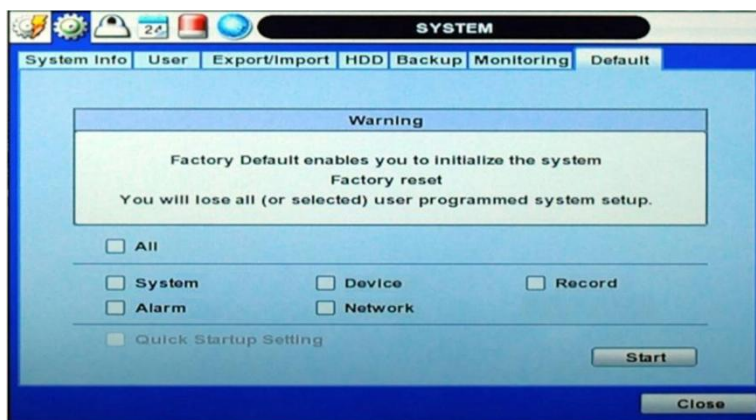 24
SYSTEM
System Info User Export/Import HDD Backup Monitoring Default
Warning
Factory Default enables you to initialize the system
Factory reset
You will lose all (or selected) user programmed system setup.
All
System Device Record
Alarm Network
Quick Startup Setting
Start
Close